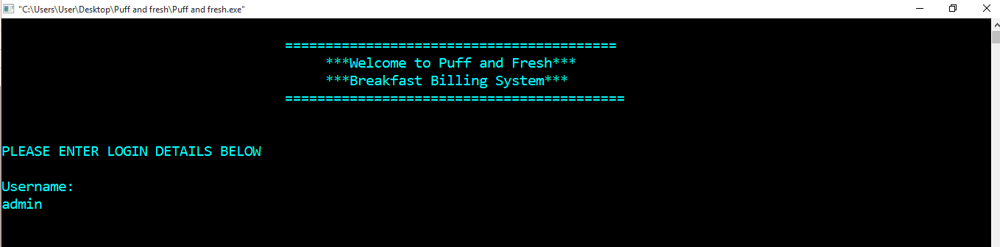 "C:\Users\User\Desktop\Puff and fresh\Puff and fresh.exe"
=========================================
***Welcome to Puff and Fresh***
***Breakfast Billing System***
==========================================
PLEASE ENTER LOGIN DETAILS BELOW
Username:
admin